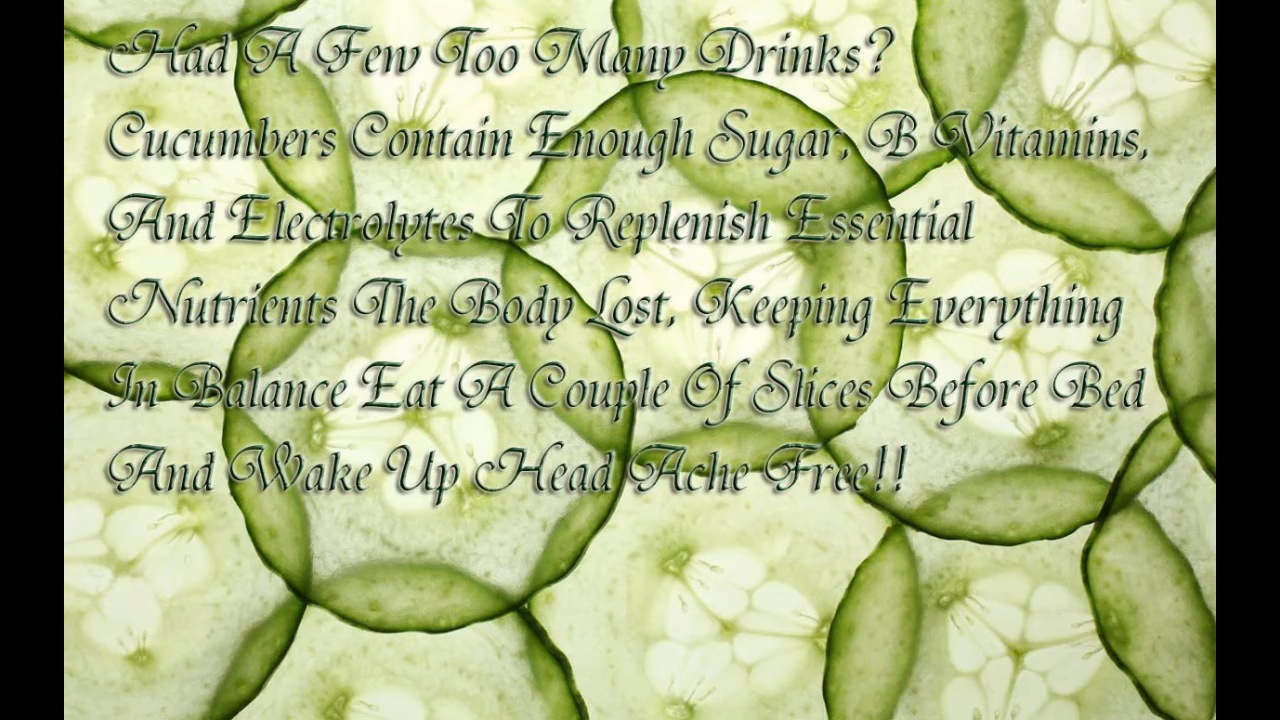 Had A Few Too Many Drinks?
Cucumbers Contain Enough Sugar, B Vitamins,
And Electrolytes To Replenish Essential
Nutrients The Body Lost, Keeping Everything
In Balance Eat A Couple Of Slices Before Bed
And Wake Up Head Ache Free!!